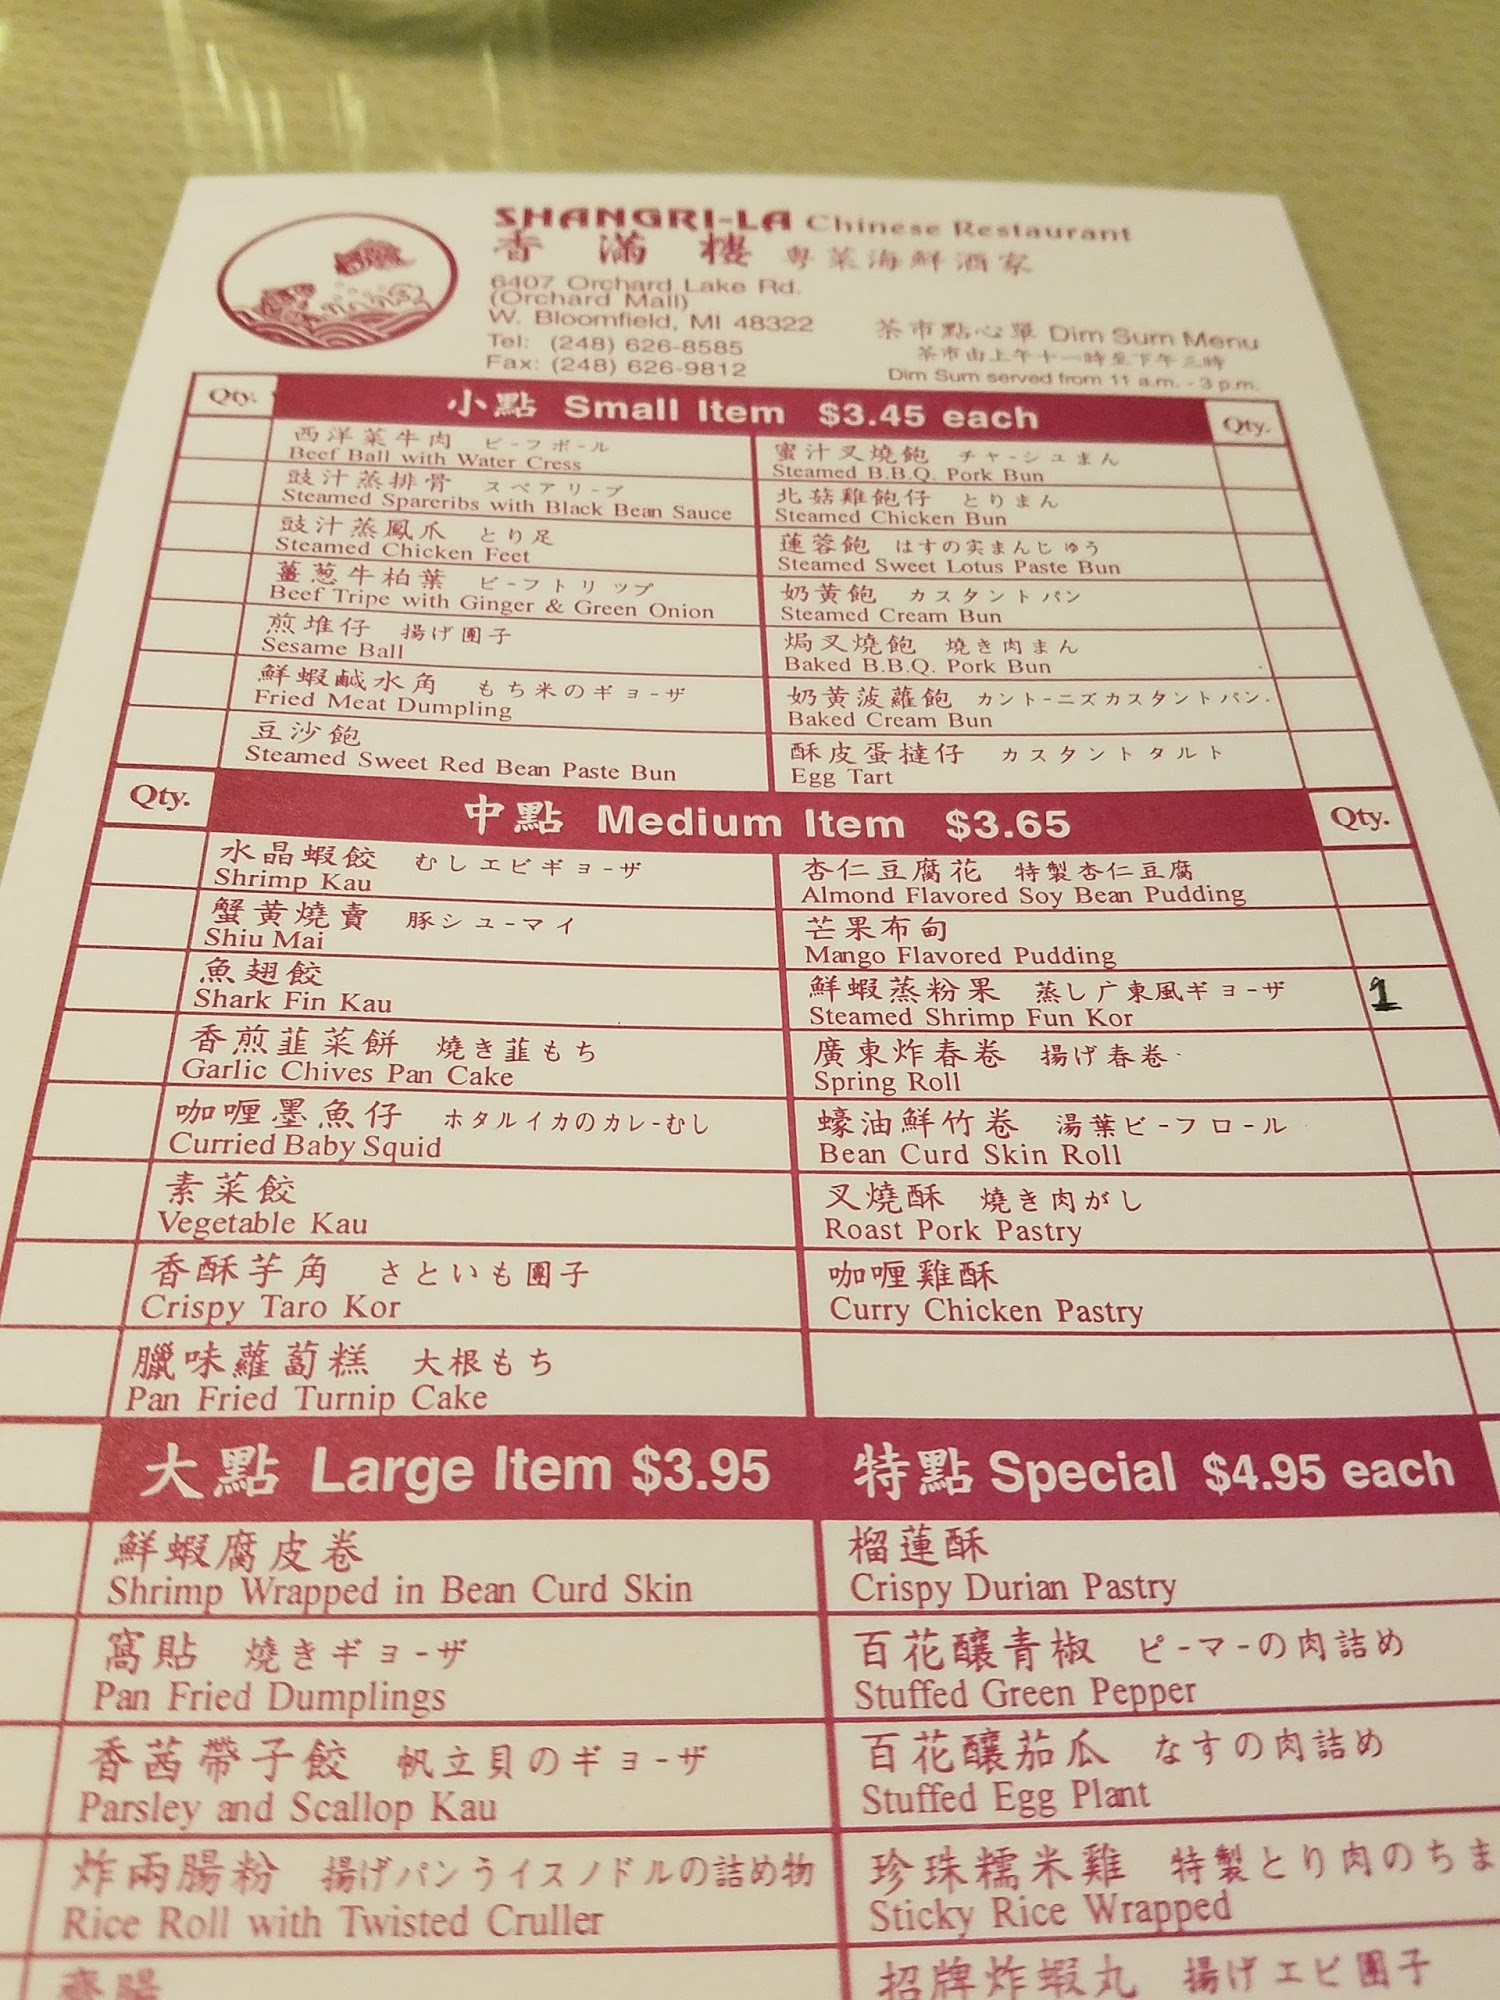 SHANGRI-LA Chinese Restaurant
香滿樓 粵菜海鮮酒家
6407 Orchard Lake Rd.
(Orchard Mall)
W. Bloomfield, MI 48322
Tel: (248) 626-8585
Fax: (248) 626-9812
茶市點心單 Dim Sum Menu
茶市由上午十一時至下午三時
Dim Sum served from 11 a.m. - 3 p.m.
Qty. 小點 Small Item $3.45 each Qty.
西洋菜牛肉 ビーフボール
Beef Ball with Water Cress
豉汁蒸排骨 スペアリーブ
Steamed Spareribs with Black Bean Sauce
豉汁蒸鳳爪 とり足
Steamed Chicken Feet
薑葱牛柏葉 ビーフトリップ
Beef Tripe with Ginger & Green Onion
煎堆仔 揚げ團子
Sesame Ball
鮮蝦鹹水角 もち米のギョーザ
Fried Meat Dumpling
豆沙飽
Steamed Sweet Red Bean Paste Bun
蜜汁叉燒飽 チャーシュまん
Steamed B.B.Q. Pork Bun
北菇雞飽仔 とりまん
Steamed Chicken Bun
蓮蓉飽 はすの実まんじゅう
Steamed Sweet Lotus Paste Bun
奶黃飽 カスタントパン
Steamed Cream Bun
焗叉燒飽 燒き肉まん
Baked B.B.Q. Pork Bun
奶黃菠蘿飽 カントーニズカスタントパン.
Baked Cream Bun
酥皮蛋撻仔 カスタントタルト
Egg Tart
Qty. 中點 Medium Item $3.65 Qty.
水晶蝦餃 むしエビギョーザ
Shrimp Kau
蟹黃燒賣 豚シューマイ
Shiu Mai
魚翅餃
Shark Fin Kau
香煎韮菜餅 燒き韮もち
Garlic Chives Pan Cake
咖喱墨魚仔 ホタルイカのカレーむし
Curried Baby Squid
素菜餃
Vegetable Kau
香酥芋角 さといも團子
Crispy Taro Kor
臘味蘿蔔糕 大根もち
Pan Fried Turnip Cake
杏仁豆腐花 特製杏仁豆腐
Almond Flavored Soy Bean Pudding
芒果布甸
Mango Flavored Pudding
鮮蝦蒸粉果 蒸し广東風ギョーザ 1
Steamed Shrimp Fun Kor
廣東炸春卷 揚げ春卷
Spring Roll
蠔油鮮竹卷 湯葉ビーフロール
Bean Curd Skin Roll
叉燒酥 燒き肉がし
Roast Pork Pastry
咖喱雞酥
Curry Chicken Pastry
大點 Large Item $3.95
鮮蝦腐皮卷
Shrimp Wrapped in Bean Curd Skin
窩貼 燒きギョーザ
Pan Fried Dumplings
香茜帶子餃 帆立貝のギョーザ
Parsley and Scallop Kau
炸兩腸粉 揚げパンうイスノドルの詰め物
Rice Roll with Twisted Cruller
特點 Special $4.95 each
榴蓮酥
Crispy Durian Pastry
百花釀青椒 ピーマーの肉詰め
Stuffed Green Pepper
百花釀茄瓜 なすの肉詰め
Stuffed Egg Plant
珍珠糯米雞 特製とり肉のちま
Sticky Rice Wrapped
招牌炸蝦丸 揚げエビ團子